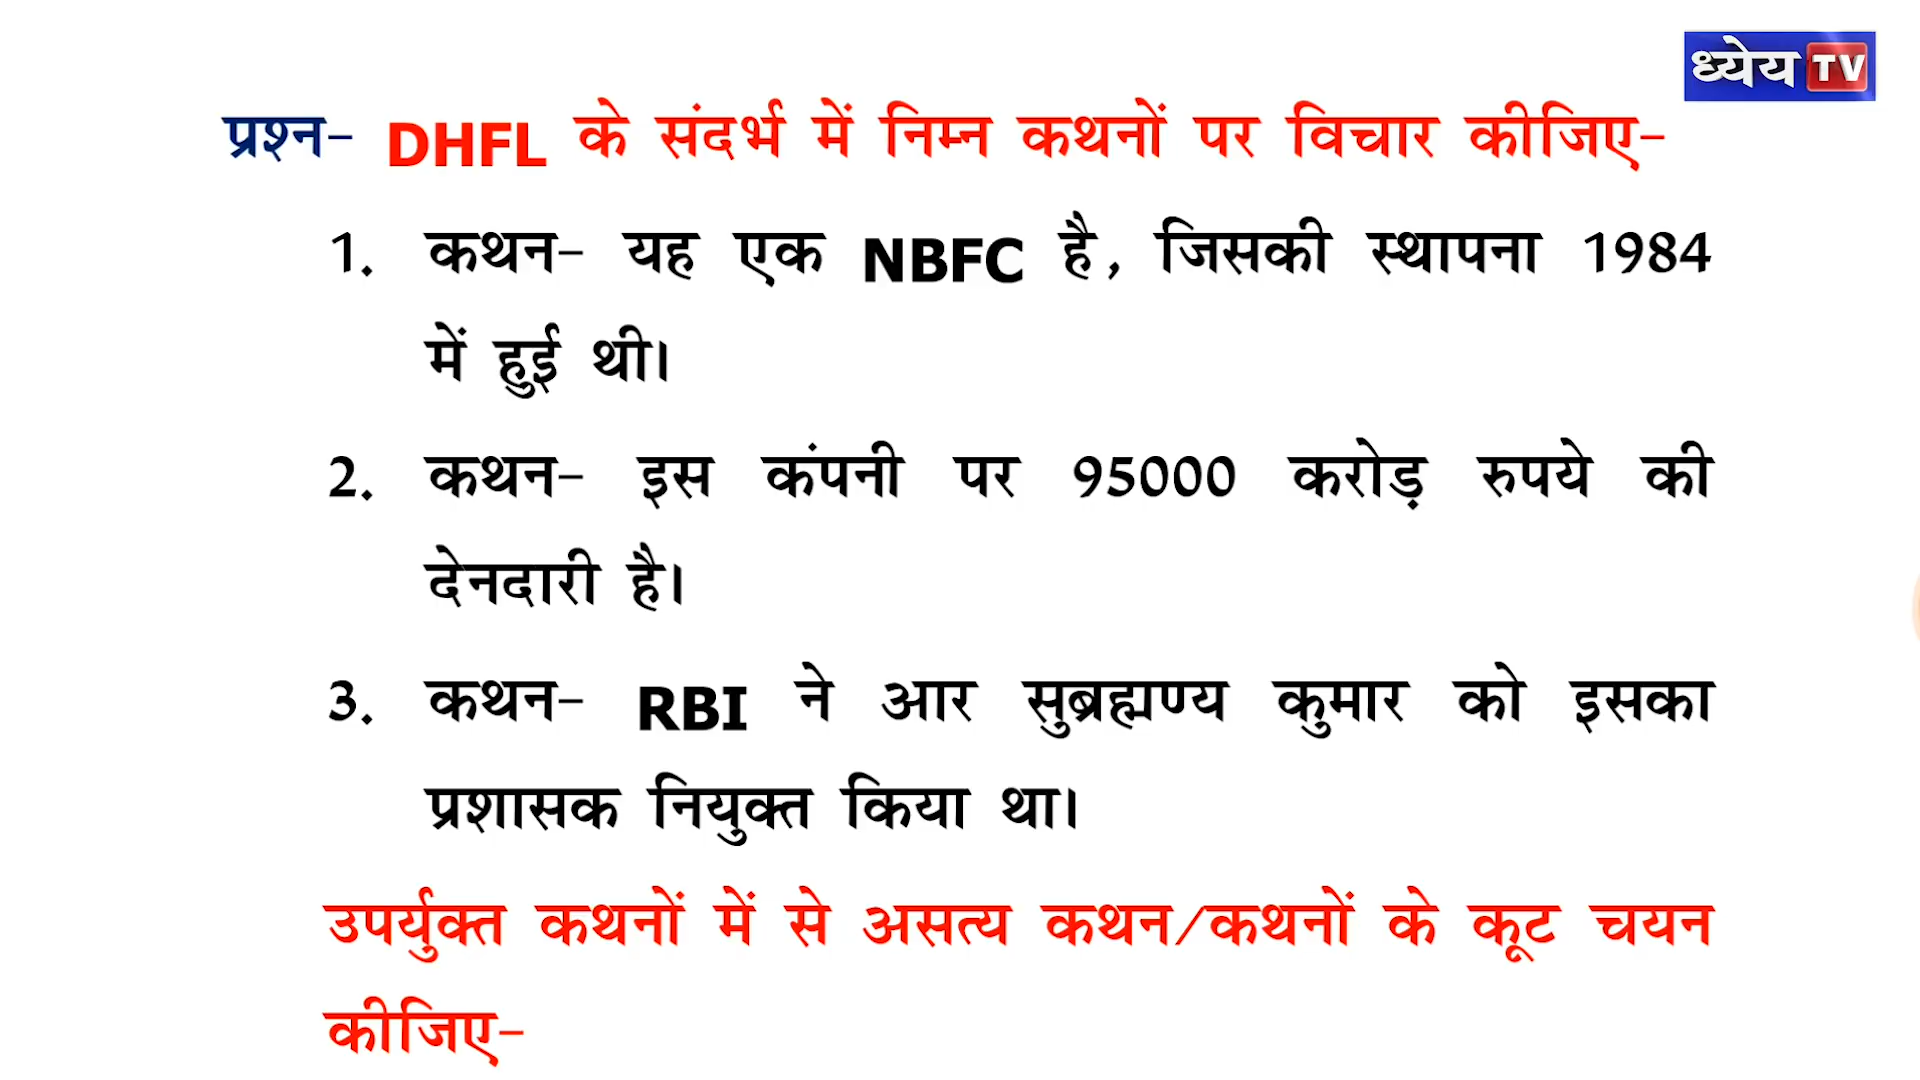 ध्येय TV
प्रश्न- DHFL के संदर्भ में निम्न कथनों पर विचार कीजिए-
1. कथन- यह एक NBFC है, जिसकी स्थापना 1984
में हुई थी।
2. कथन- इस कंपनी पर 95000 करोड़ रुपये की
देनदारी है।
3. कथन- RBI ने आर सुब्रह्मण्य कुमार को इसका
प्रशासक नियुक्त किया था।
उपर्युक्त कथनों में से असत्य कथन/कथनों के कूट चयन
कीजिए-